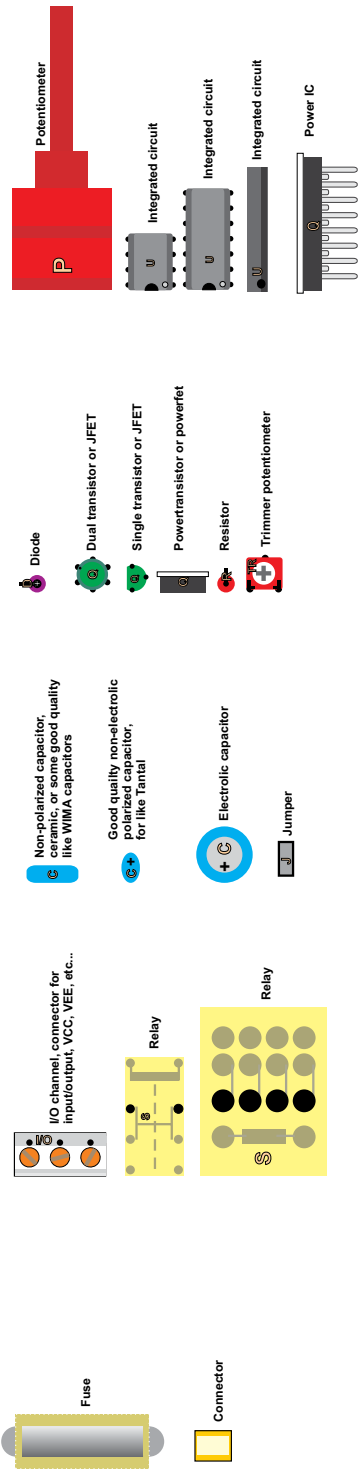 Fuse
Connector
I/O
I/O channel, connector for
input/output, VCC, VEE, etc...
S
Relay
S
Relay
C
Non-polarized capacitor,
ceramic, or some good quality
like WIMA capacitors
C +
Good quality non-electrolic
polarized capacitor,
for like Tantal
+ C
Electrolic capacitor
J
Jumper
D
Diode
Q
Dual transistor or JFET
Q
Single transistor or JFET
Q
Powertransistor or powerfet
R
Resistor
TR
Trimmer potentiometer
P
Potentiometer
U
Integrated circuit
U
Integrated circuit
U
Integrated circuit
Q
Power IC